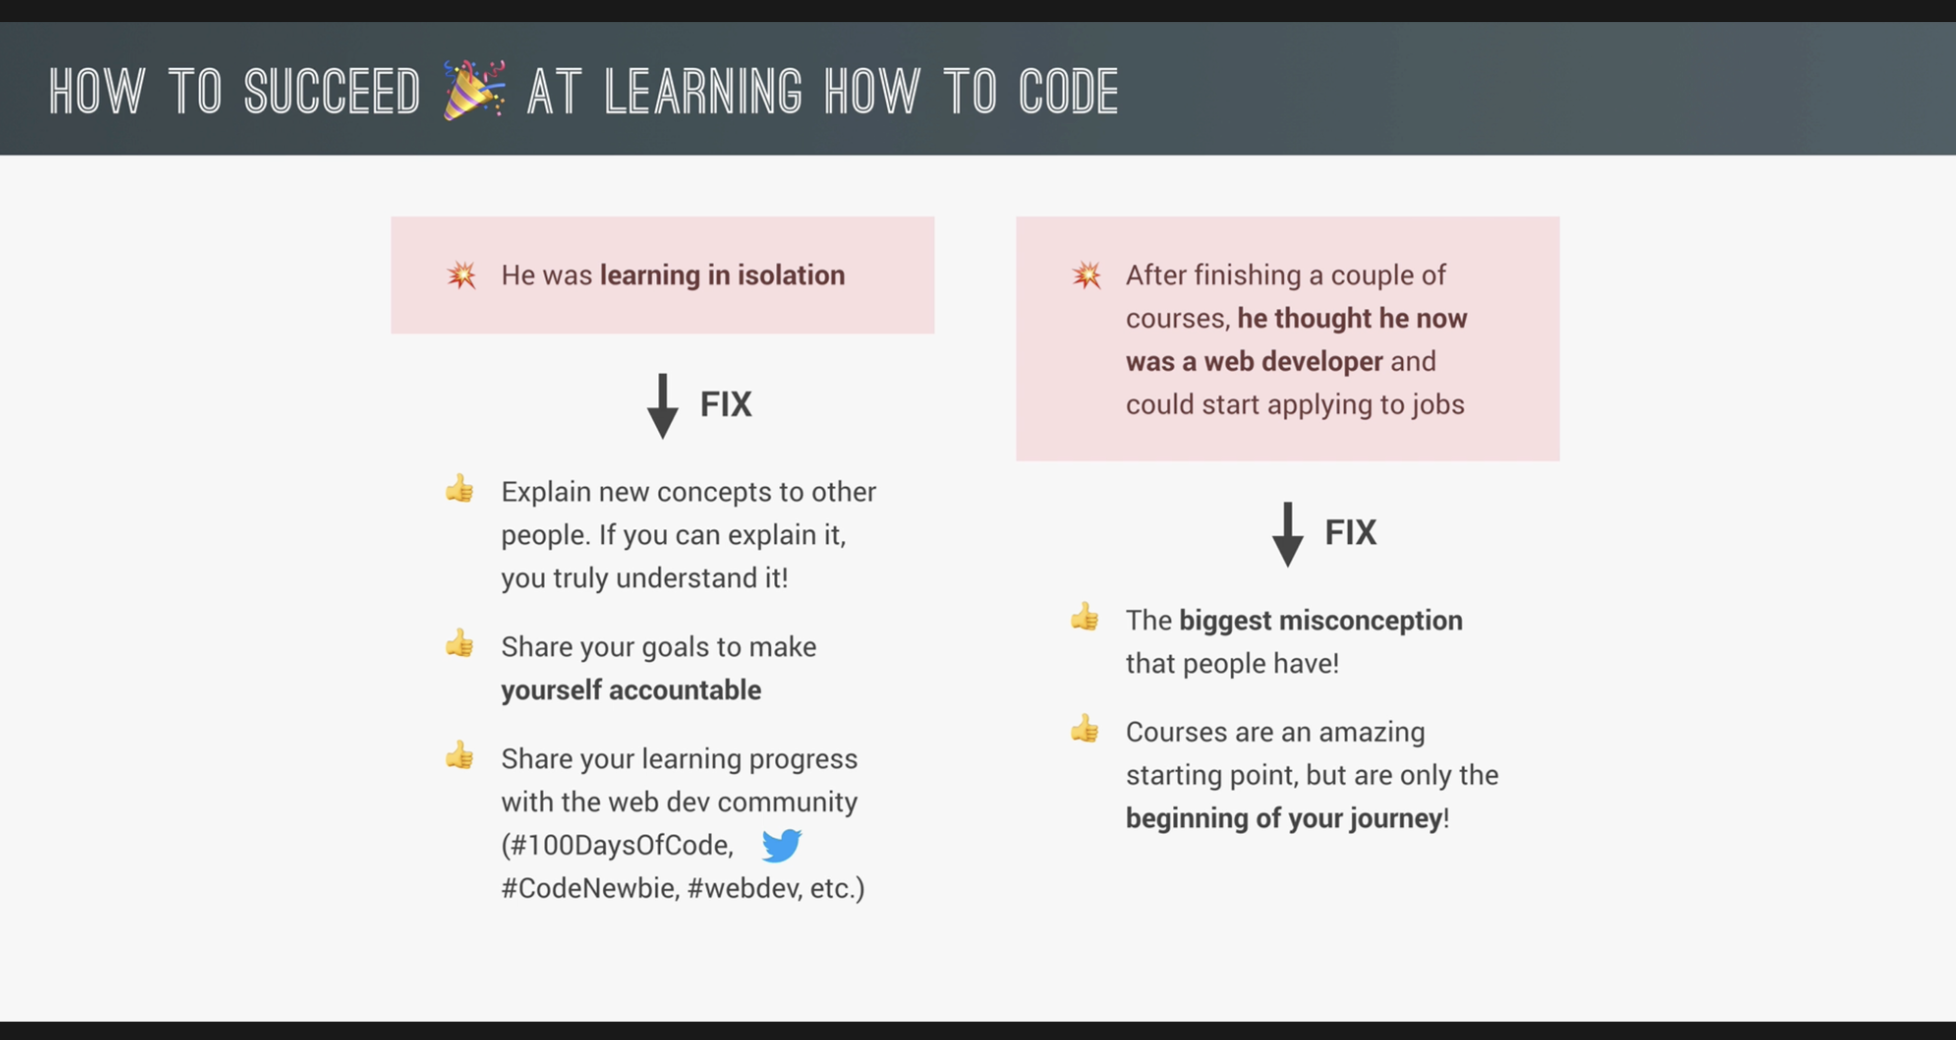 HOW TO SUCCEED 🎉 AT LEARNING HOW TO CODE
💥 He was learning in isolation
FIX
👍 Explain new concepts to other
people. If you can explain it,
you truly understand it!
👍 Share your goals to make
yourself accountable
👍 Share your learning progress
with the web dev community
(#100DaysOfCode,
#CodeNewbie, #webdev, etc.)
💥 After finishing a couple of
courses, he thought he now
was a web developer and
could start applying to jobs
FIX
👍 The biggest misconception
that people have!
👍 Courses are an amazing
starting point, but are only the
beginning of your journey!